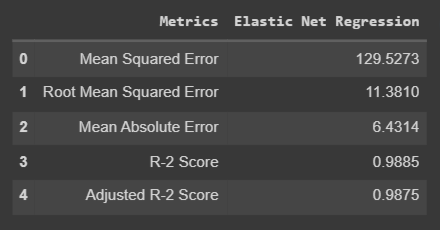 Metrics Elastic Net Regression
0 Mean Squared Error 129.5273
1 Root Mean Squared Error 11.3810
2 Mean Absolute Error 6.4314
3 R-2 Score 0.9885
4 Adjusted R-2 Score 0.9875